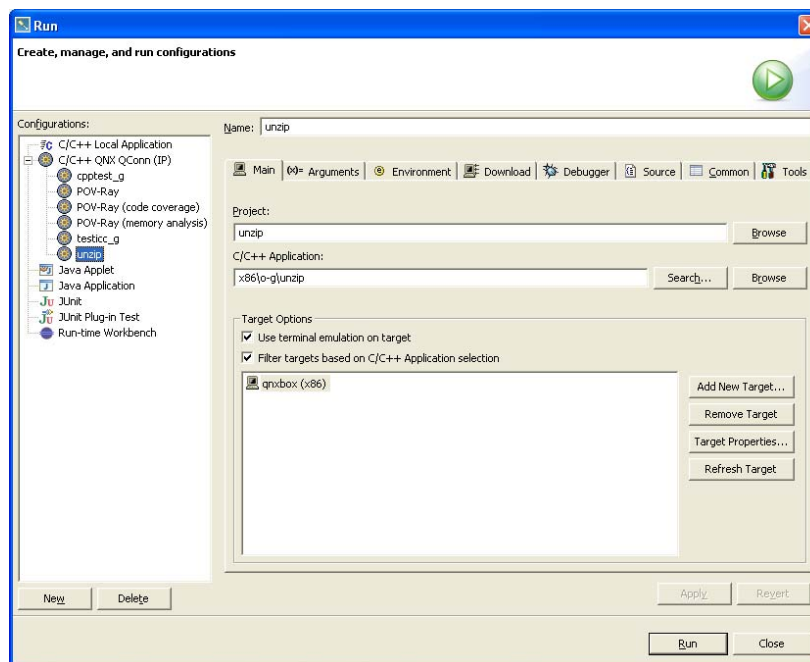 Run
Create, manage, and run configurations
Configurations:
C/C++ Local Application
C/C++ QNX QConn (IP)
cpptest_g
POV-Ray
POV-Ray (code coverage)
POV-Ray (memory analysis)
testicc_g
unzip
Java Applet
Java Application
JUnit
JUnit Plug-in Test
Run-time Workbench
New Delete
Name: unzip
Main (x)= Arguments Environment Download Debugger Source Common Tools
Project:
unzip Browse
C/C++ Application:
x86\o-g\unzip Search... Browse
Target Options
Use terminal emulation on target
Filter targets based on C/C++ Application selection
qnxbox (x86)
Add New Target...
Remove Target
Target Properties...
Refresh Target
Apply Revert
Run Close